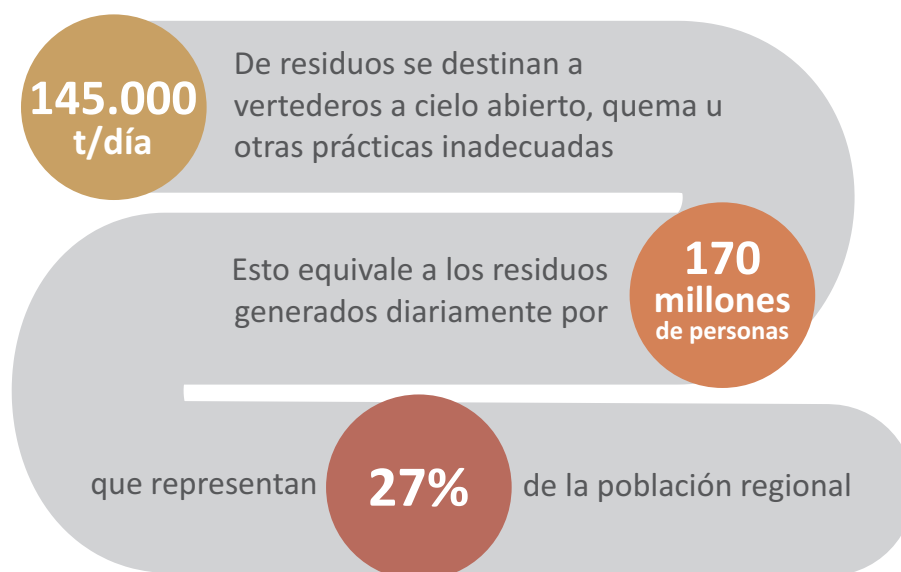 145.000
t/día
De residuos se destinan a
vertederos a cielo abierto, quema u
otras prácticas inadecuadas
Esto equivale a los residuos
generados diariamente por
170
millones
de personas
que representan
27%
de la población regional